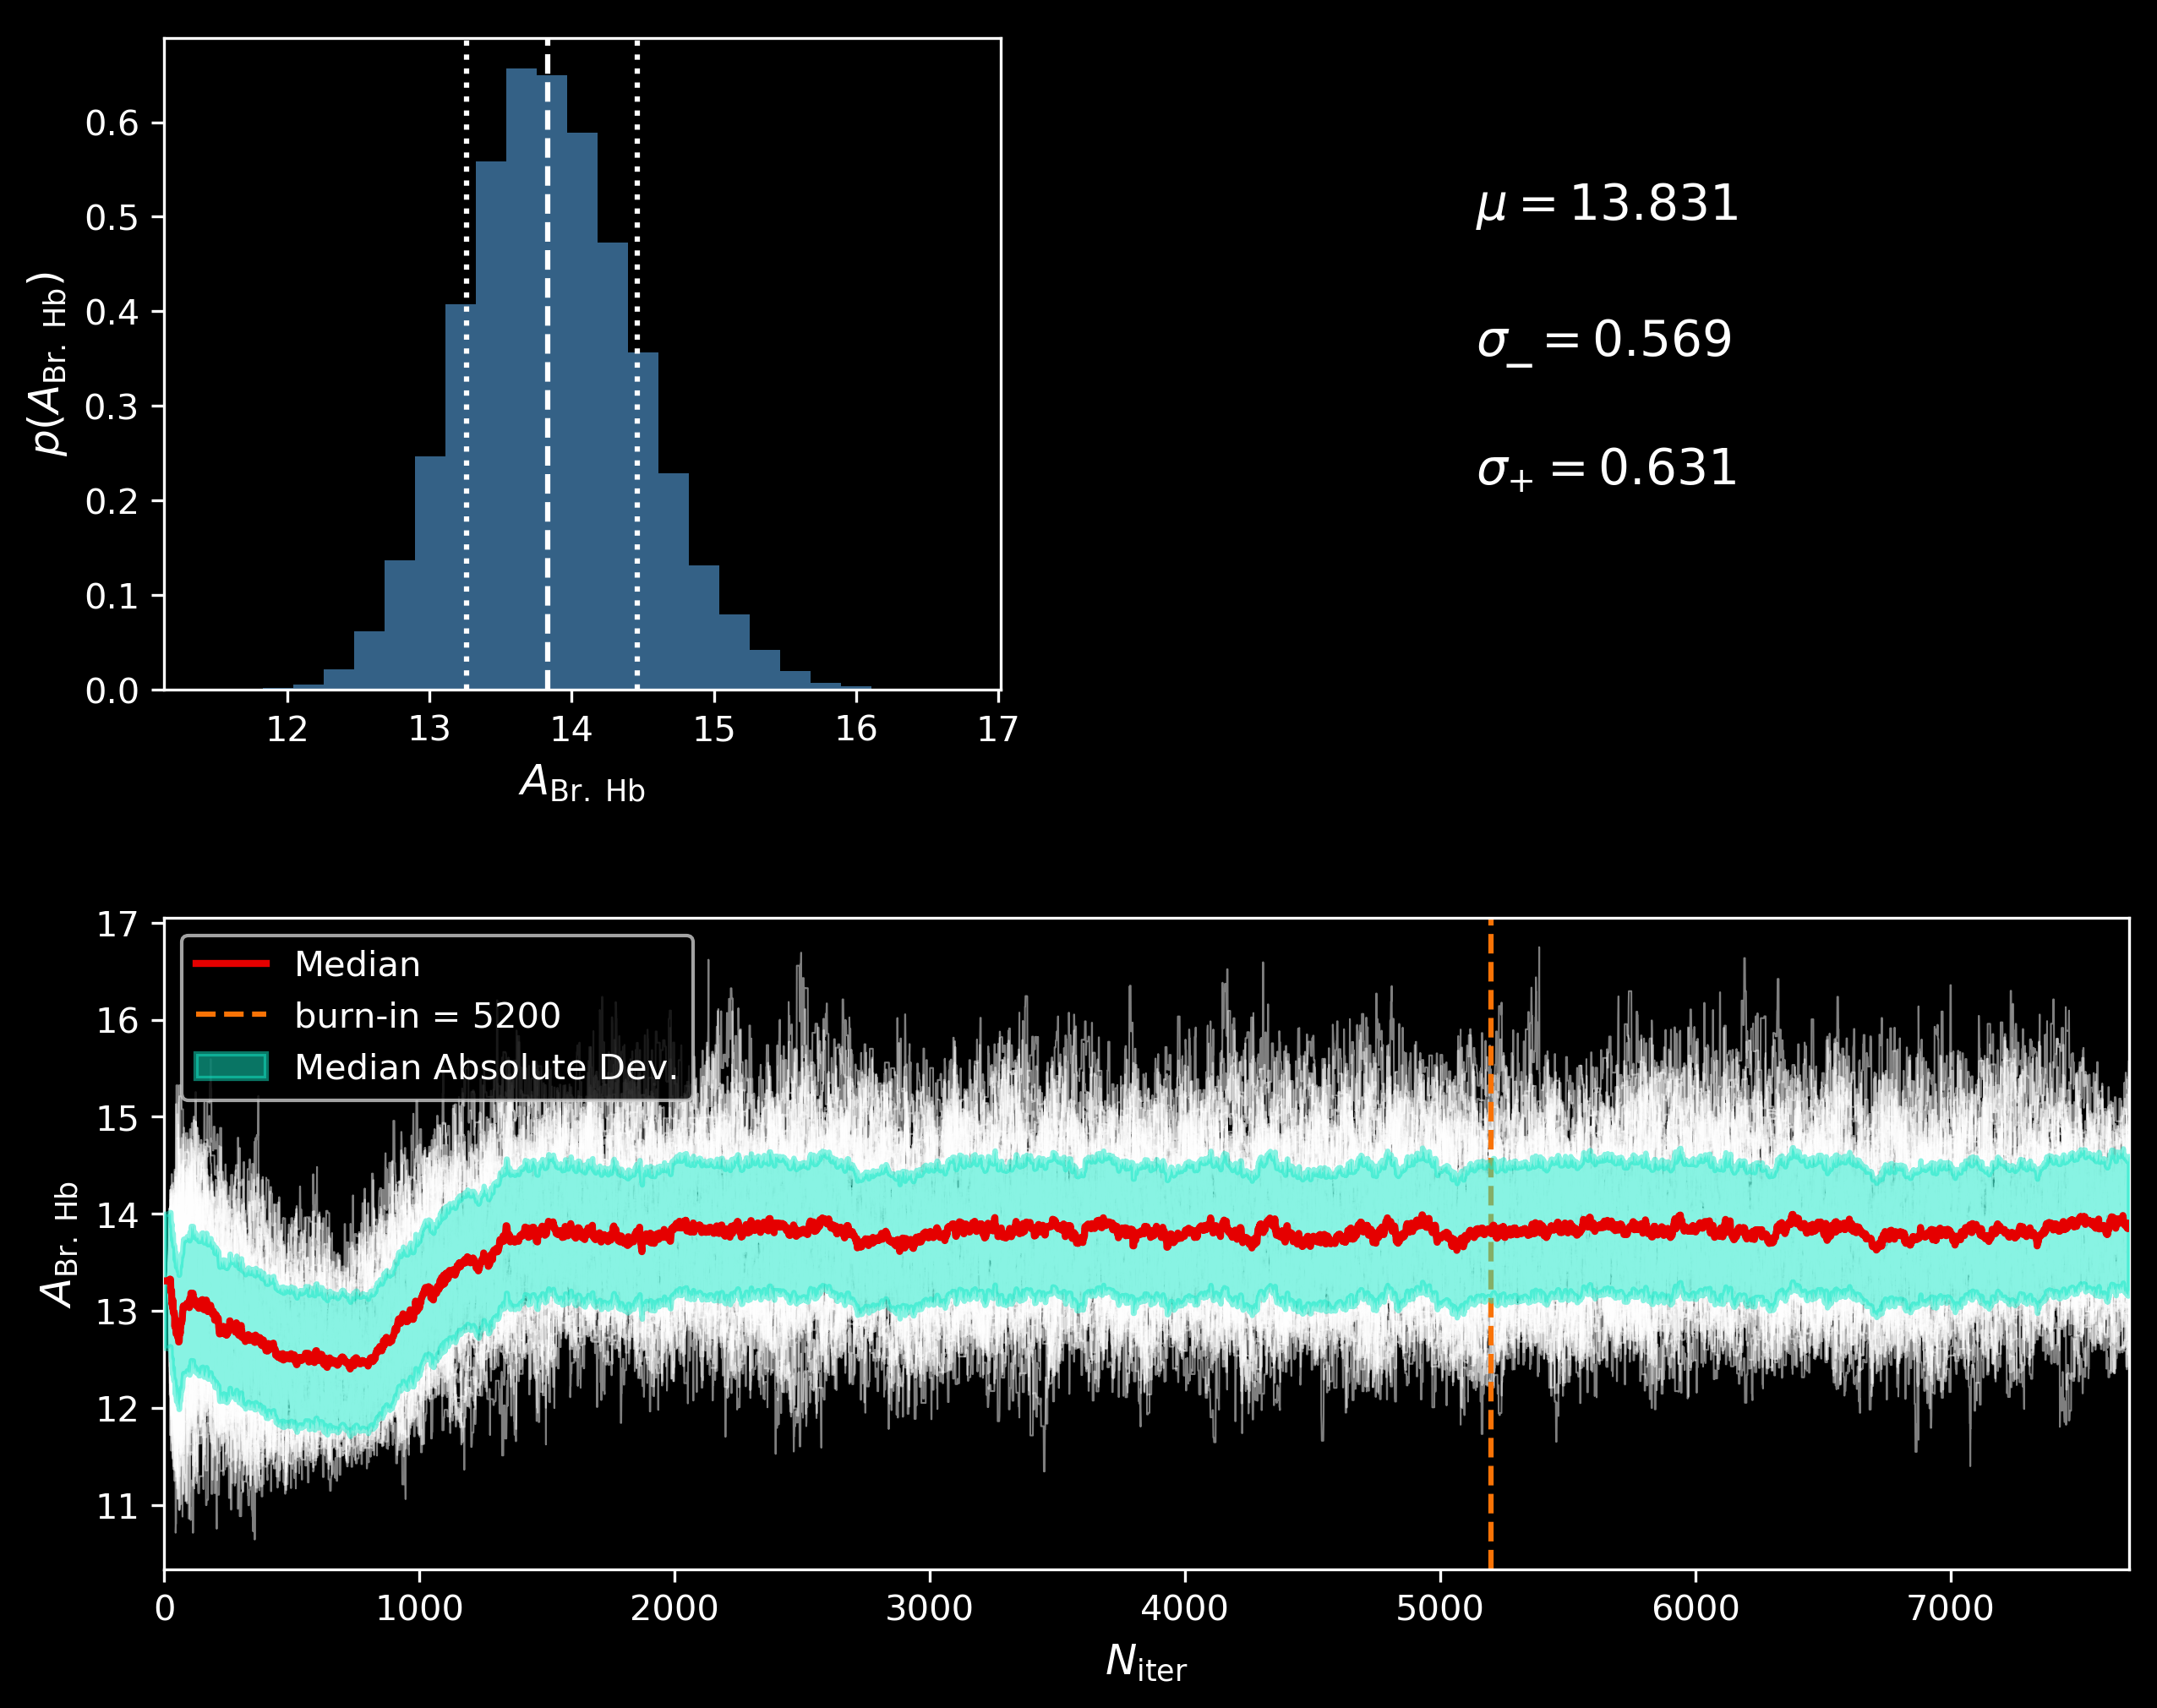 0.6
0.5
0.4
0.3
0.2
0.1
0.0
p(A_Br. Hb)
12 13 14 15 16 17
A_Br. Hb
μ = 13.831
σ_− = 0.569
σ_+ = 0.631
17
16
15
14
13
12
11
A_Br. Hb
Median
burn-in = 5200
Median Absolute Dev.
0 1000 2000 3000 4000 5000 6000 7000
N_iter